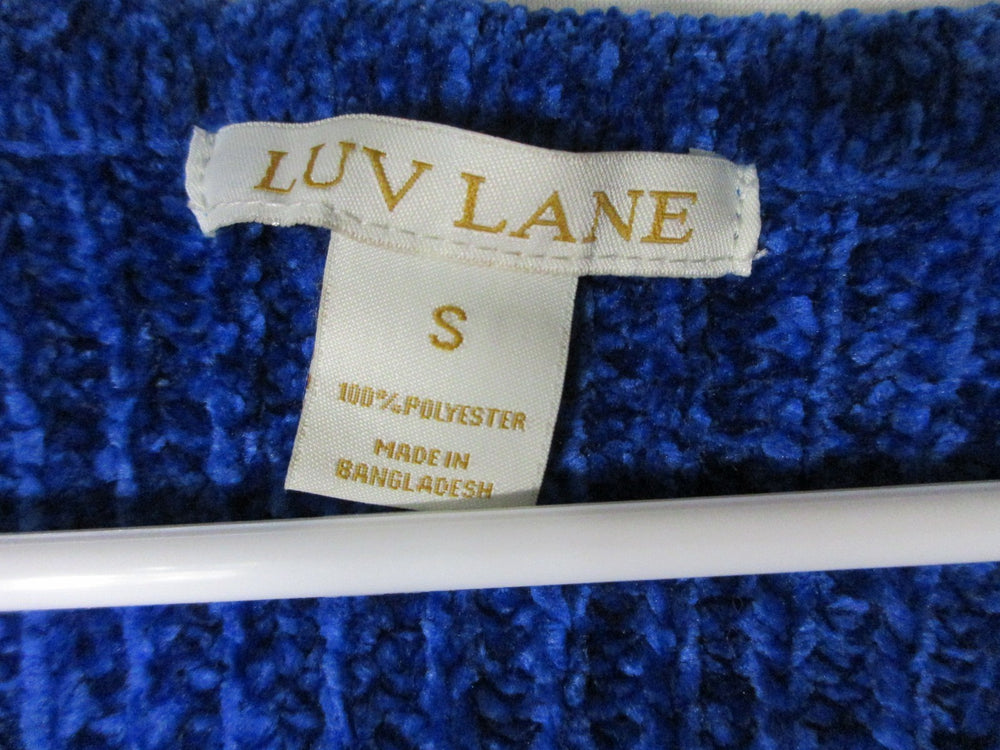 LUV LANE
S
100% POLYESTER
MADE IN
BANGLADESH